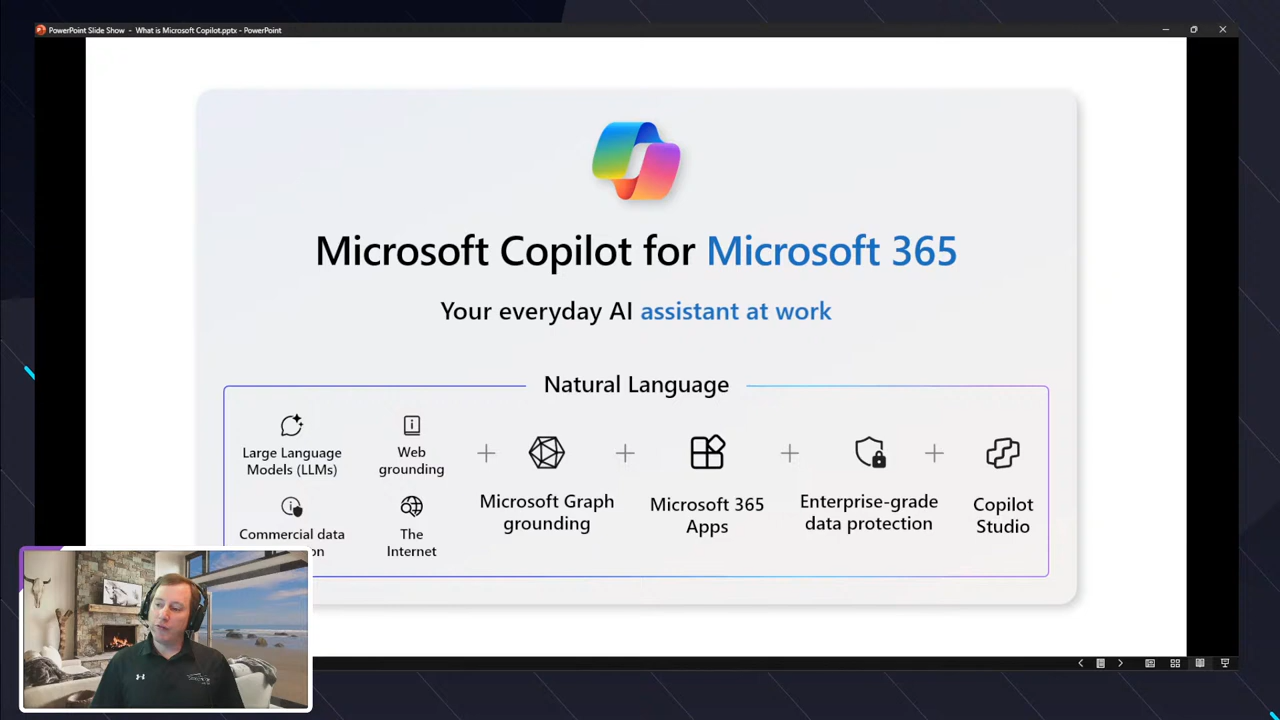 PowerPoint Slide Show - What is Microsoft Copilot.pptx - PowerPoint
Microsoft Copilot for Microsoft 365
Your everyday AI assistant at work
Natural Language
Large Language
Models (LLMs)
Web
grounding
Commercial data
on
The
Internet
Microsoft Graph
grounding
Microsoft 365
Apps
Enterprise-grade
data protection
Copilot
Studio